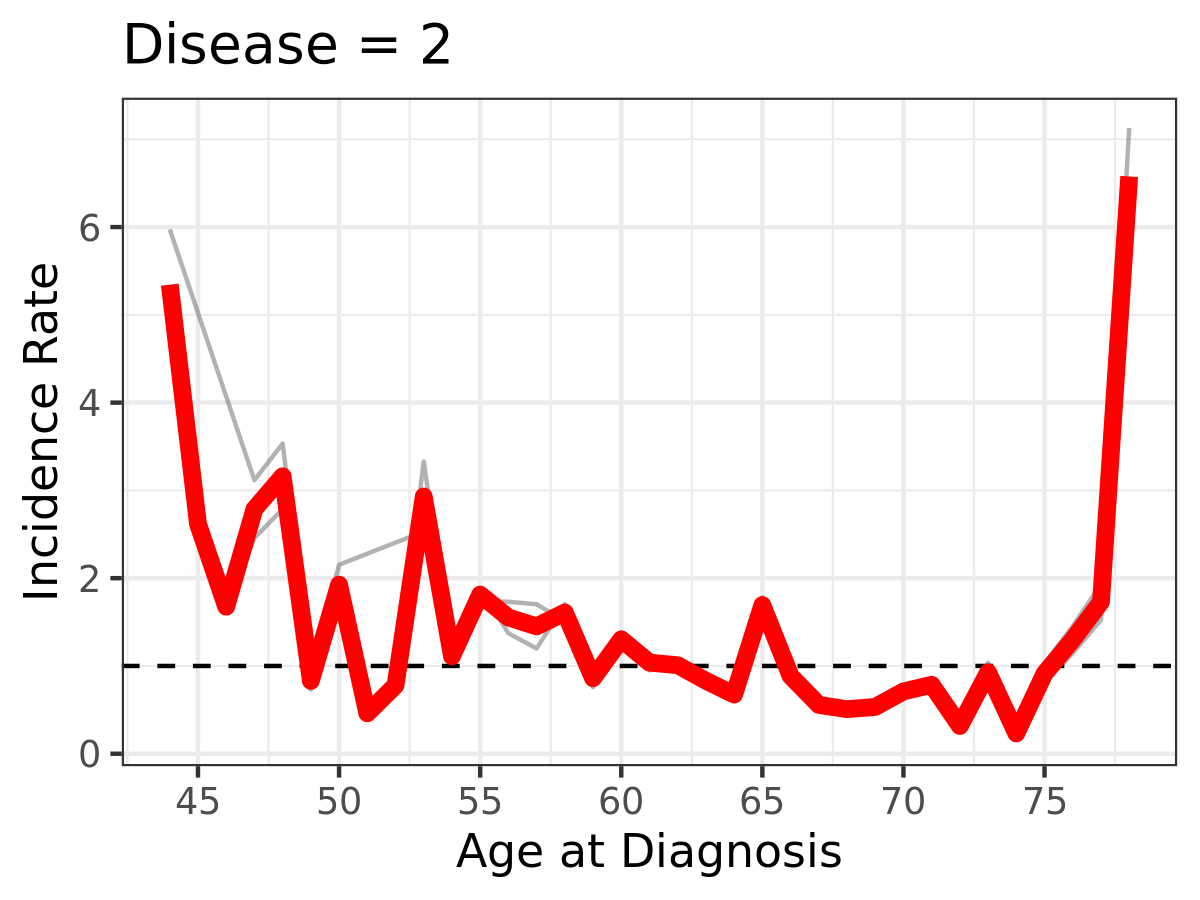 Disease = 2
Incidence Rate
6
4
2
0
45 50 55 60 65 70 75
Age at Diagnosis